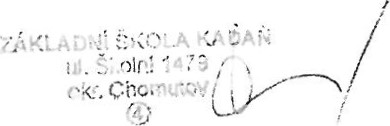 ZÁKLADNÍ ŠKOLA KADAŇ
ul. Školní 1479
okr. Chomutov
4